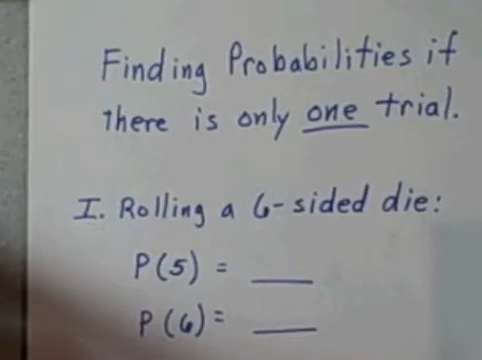 Finding Probabilities if
there is only one trial.
I. Rolling a 6-sided die:
P(5) = ___
P(6) = ___